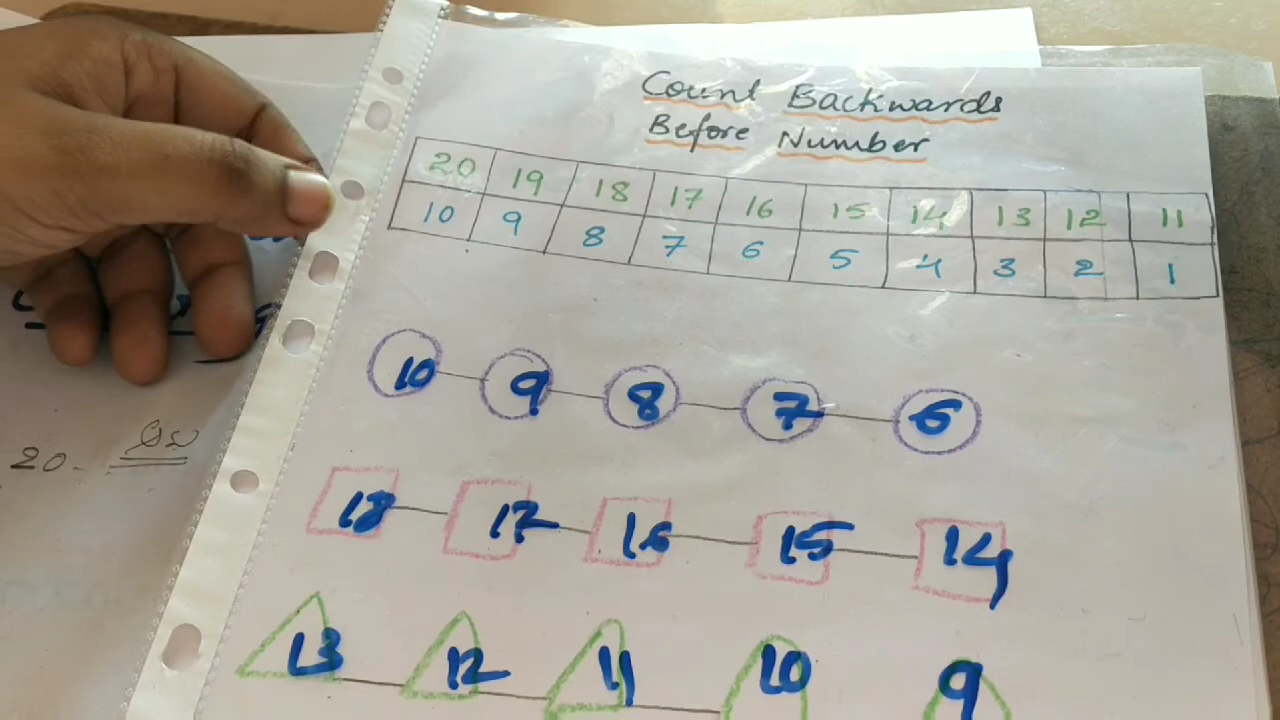 Count Backwards
Before Number
20 19 18 17 16 15 14 13 12 11
10 9 8 7 6 5 4 3 2 1
10 9 8 7 6
18 17 16 15 14
13 12 11 10 9
20-